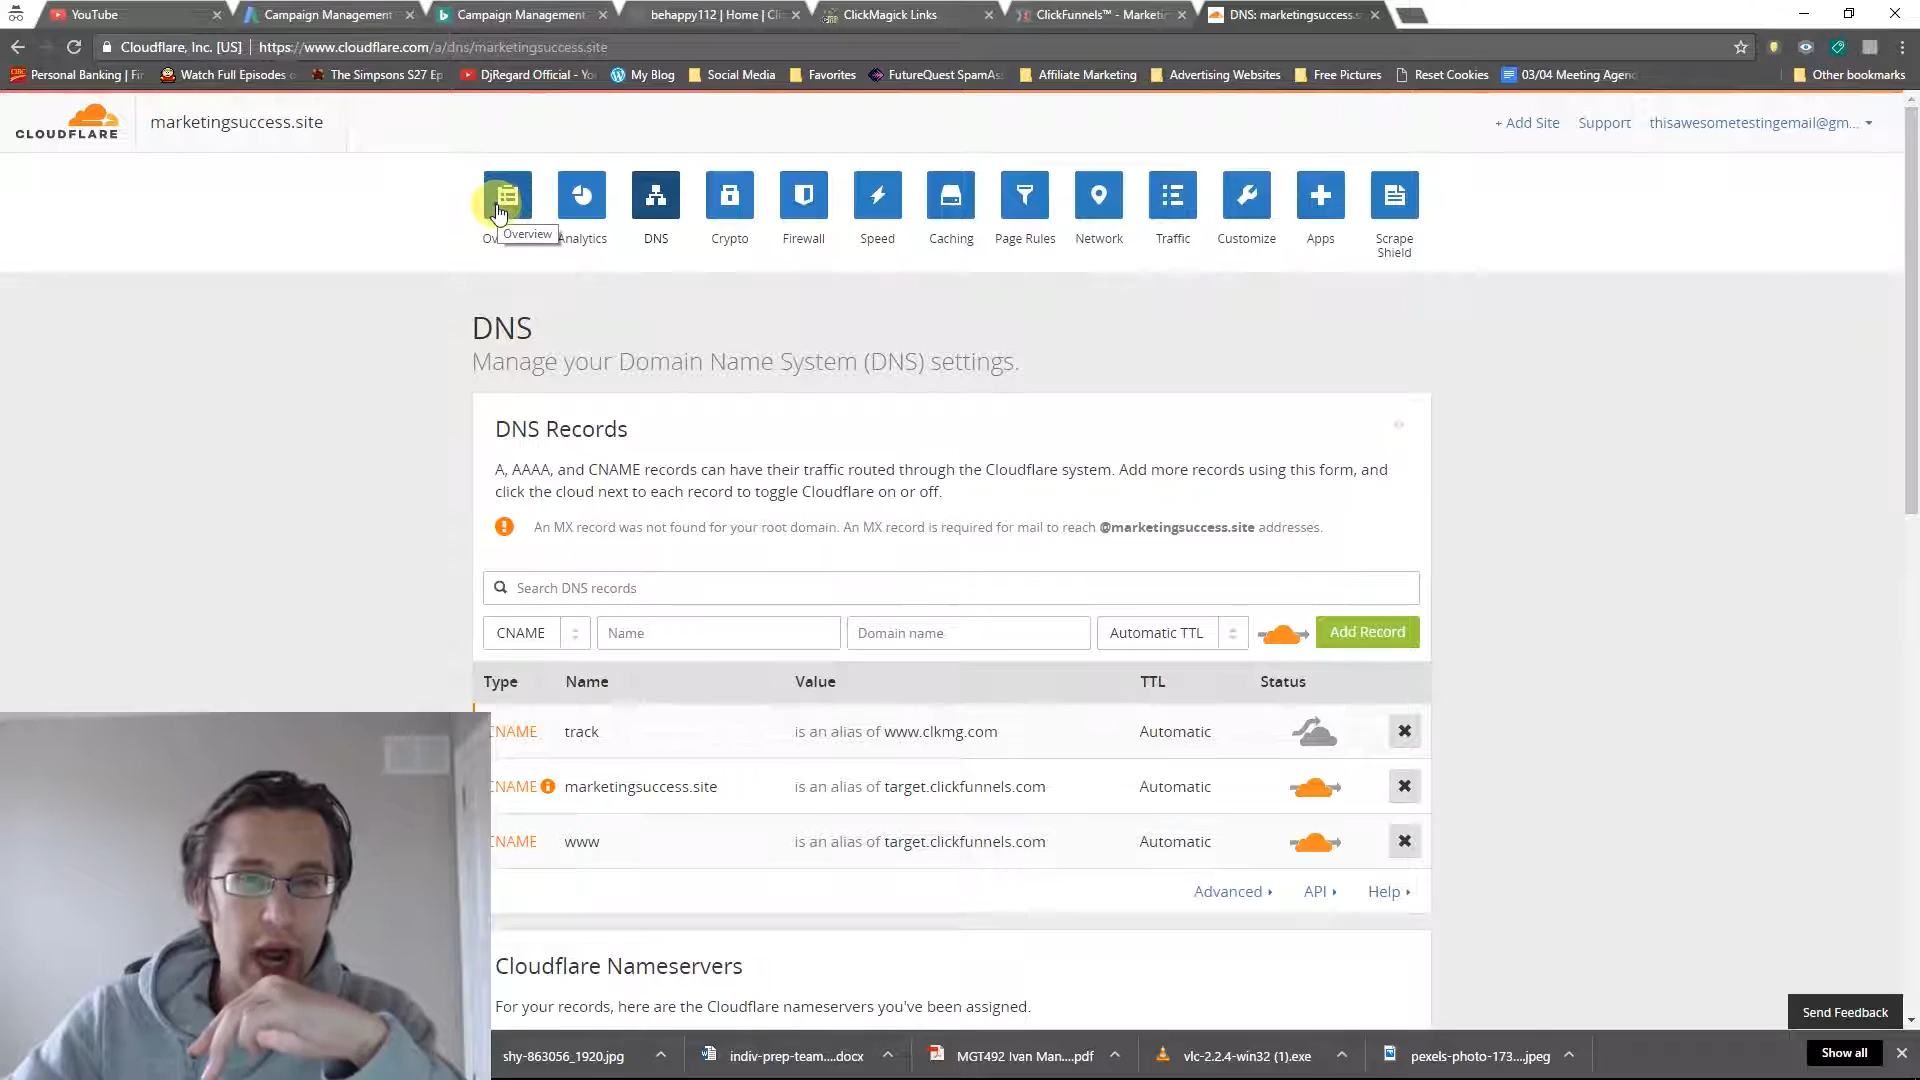 YouTube
Campaign Management
Campaign Management
behappy112 | Home | Cli
ClickMagick Links
ClickFunnels™ - Marketi
DNS: marketingsuccess.s
Cloudflare, Inc. [US] | https://www.cloudflare.com/a/dns/marketingsuccess.site
Personal Banking | Fir
Watch Full Episodes o
The Simpsons S27 Ep
DjRegard Official - Yo
My Blog
Social Media
Favorites
FutureQuest SpamAs
Affiliate Marketing
Advertising Websites
Free Pictures
Reset Cookies
03/04 Meeting Agen
Other bookmarks
CLOUDFLARE
marketingsuccess.site
+ Add Site
Support
thisawesometestingemail@gm...
Ov
Overview
Analytics
DNS
Crypto
Firewall
Speed
Caching
Page Rules
Network
Traffic
Customize
Apps
Scrape
Shield
DNS
Manage your Domain Name System (DNS) settings.
DNS Records
A, AAAA, and CNAME records can have their traffic routed through the Cloudflare system. Add more records using this form, and
click the cloud next to each record to toggle Cloudflare on or off.
An MX record was not found for your root domain. An MX record is required for mail to reach @marketingsuccess.site addresses.
Search DNS records
CNAME
Name
Domain name
Automatic TTL
Add Record
Type
Name
Value
TTL
Status
CNAME track is an alias of www.clkmg.com Automatic
CNAME marketingsuccess.site is an alias of target.clickfunnels.com Automatic
CNAME www is an alias of target.clickfunnels.com Automatic
Advanced
API
Help
Cloudflare Nameservers
For your records, here are the Cloudflare nameservers you've been assigned.
Send Feedback
shy-863056_1920.jpg
indiv-prep-team....docx
MGT492 Ivan Man....pdf
vlc-2.2.4-win32 (1).exe
pexels-photo-173....jpeg
Show all